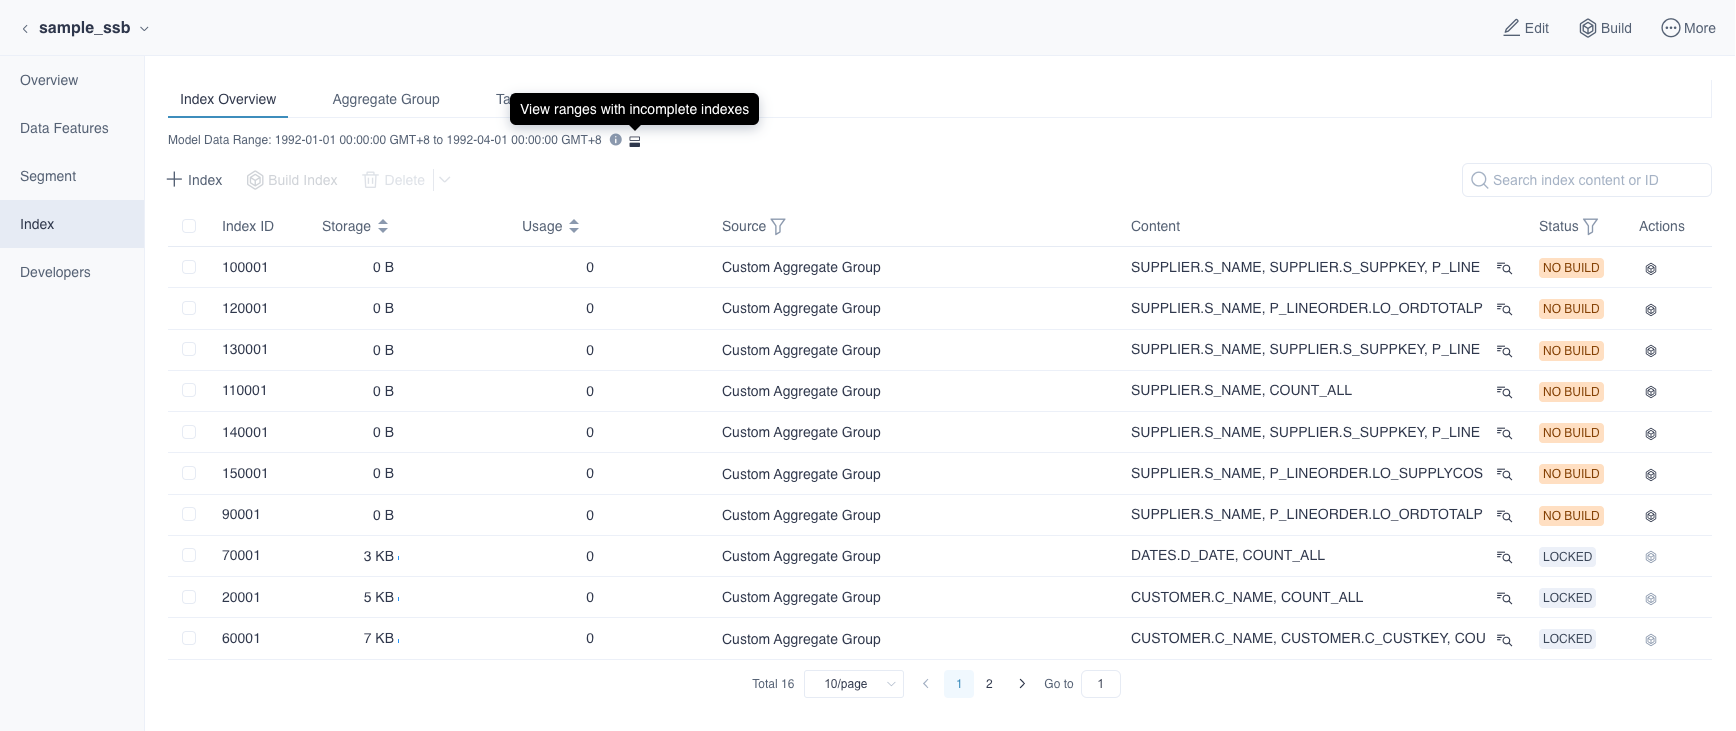 sample_ssb
Edit
Build
More
Overview
Data Features
Segment
Index
Developers
Index Overview
Aggregate Group
Ta
View ranges with incomplete indexes
Model Data Range: 1992-01-01 00:00:00 GMT+8 to 1992-04-01 00:00:00 GMT+8
Index
Build Index
Delete
Search index content or ID
Index ID Storage Usage Source Content Status Actions
100001 0 B 0 Custom Aggregate Group SUPPLIER.S_NAME, SUPPLIER.S_SUPPKEY, P_LINE NO BUILD
120001 0 B 0 Custom Aggregate Group SUPPLIER.S_NAME, P_LINEORDER.LO_ORDTOTALP NO BUILD
130001 0 B 0 Custom Aggregate Group SUPPLIER.S_NAME, SUPPLIER.S_SUPPKEY, P_LINE NO BUILD
110001 0 B 0 Custom Aggregate Group SUPPLIER.S_NAME, COUNT_ALL NO BUILD
140001 0 B 0 Custom Aggregate Group SUPPLIER.S_NAME, SUPPLIER.S_SUPPKEY, P_LINE NO BUILD
150001 0 B 0 Custom Aggregate Group SUPPLIER.S_NAME, P_LINEORDER.LO_SUPPLYCOS NO BUILD
90001 0 B 0 Custom Aggregate Group SUPPLIER.S_NAME, P_LINEORDER.LO_ORDTOTALP NO BUILD
70001 3 KB 0 Custom Aggregate Group DATES.D_DATE, COUNT_ALL LOCKED
20001 5 KB 0 Custom Aggregate Group CUSTOMER.C_NAME, COUNT_ALL LOCKED
60001 7 KB 0 Custom Aggregate Group CUSTOMER.C_NAME, CUSTOMER.C_CUSTKEY, COU LOCKED
Total 16 10/page 1 2 Go to 1